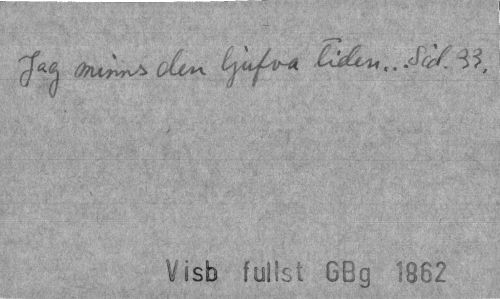 Jag minns den ljufva tiden... Sid. 33.
Visb fullst GBg 1862